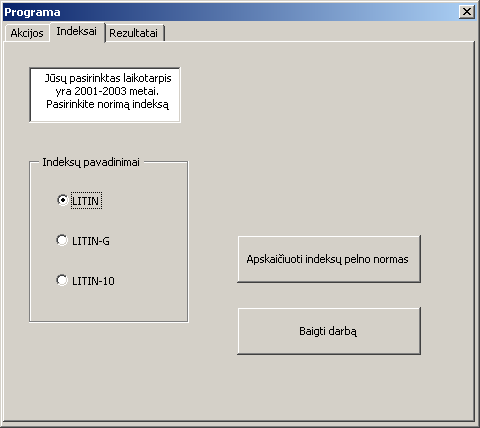 Programa
Akcijos
Indeksai
Rezultatai
Jūsų pasirinktas laikotarpis
yra 2001-2003 metai.
Pasirinkite norimą indeksą
Indeksų pavadinimai
LITIN
LITIN-G
LITIN-10
Apskaičiuoti indeksų pelno normas
Baigti darbą